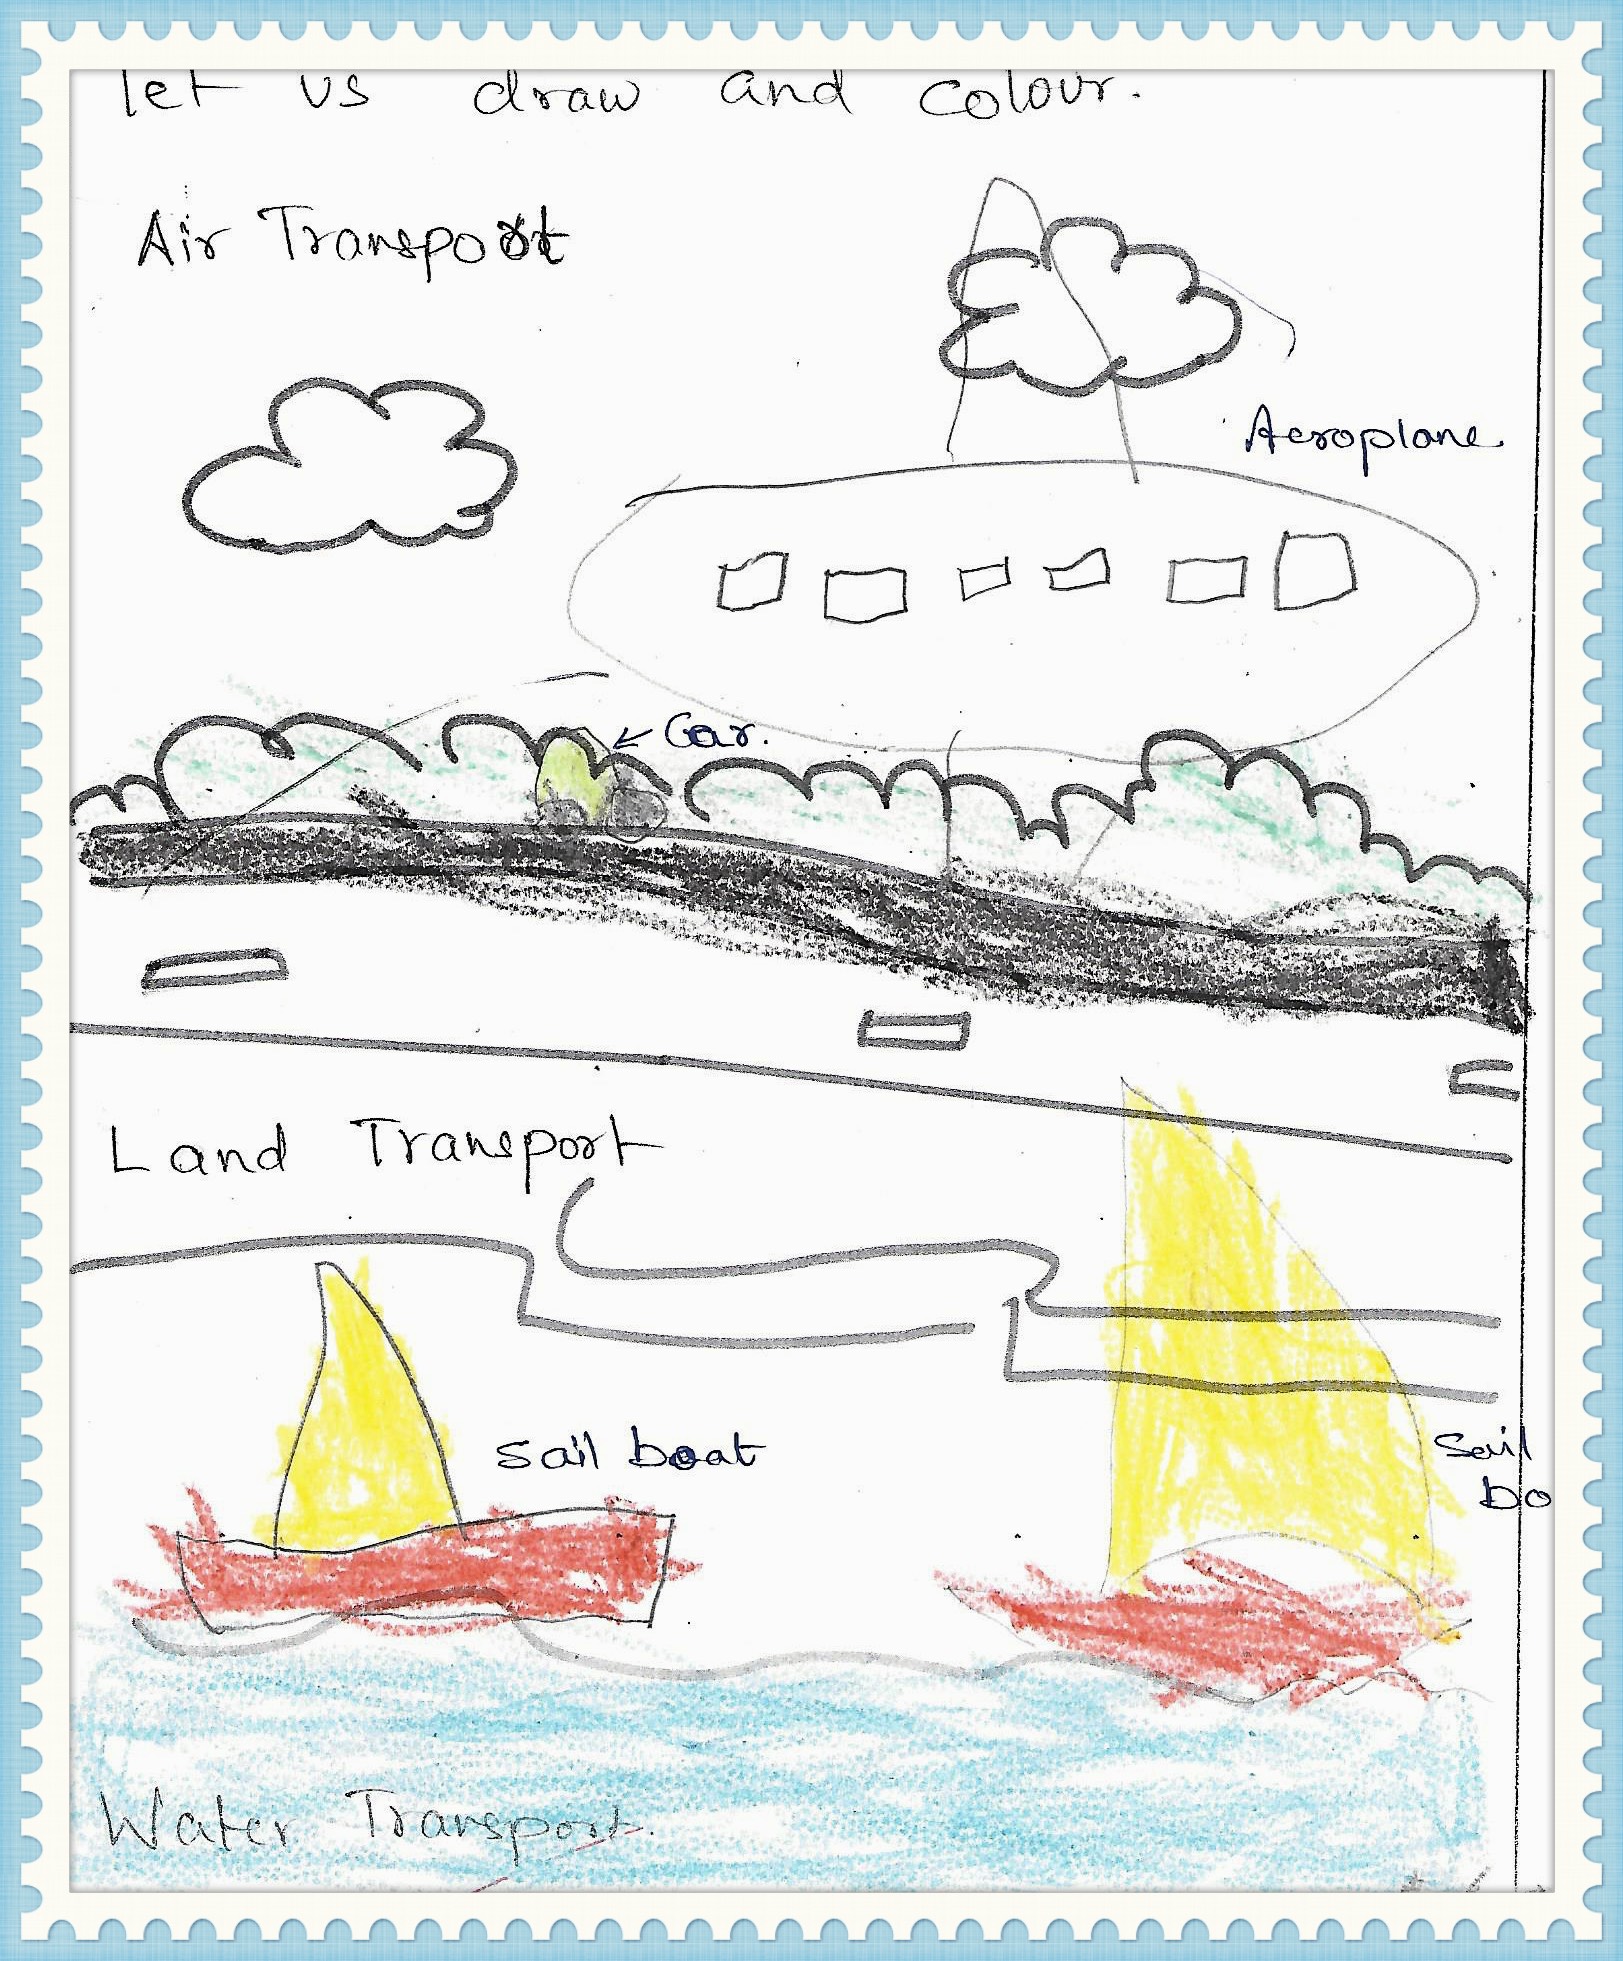 let us draw and colour.
Air Transport
Aeroplane
Car.
Land Transport
Sail boat
Sail
bo
Water Transport.